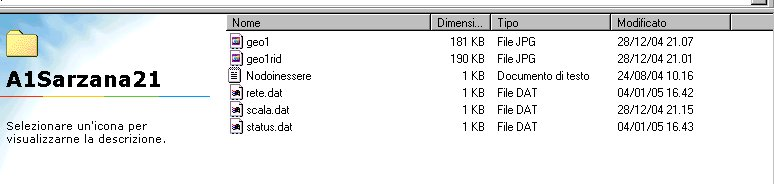 Nome Dimensi... Tipo Modificato
geo1 181 KB File JPG 28/12/04 21.07
geo1rid 190 KB File JPG 28/12/04 21.01
Nodoinessere 1 KB Documento di testo 24/08/04 10.16
rete.dat 1 KB File DAT 04/01/05 16.42
scala.dat 1 KB File DAT 28/12/04 21.15
status.dat 1 KB File DAT 04/01/05 16.43
A1Sarzana21
Selezionare un'icona per
visualizzarne la descrizione.